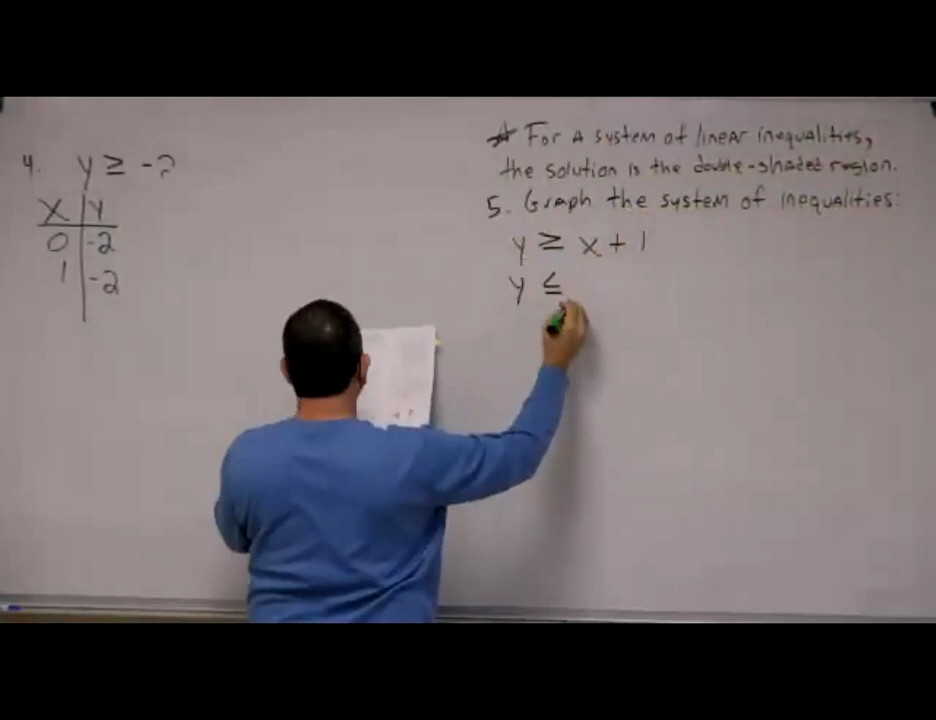 4. y ≥ -2
X | Y
0 | -2
1 | -2
* For a system of linear inequalities,
the solution is the double-shaded region.
5. Graph the system of inequalities:
y ≥ x + 1
y ≤